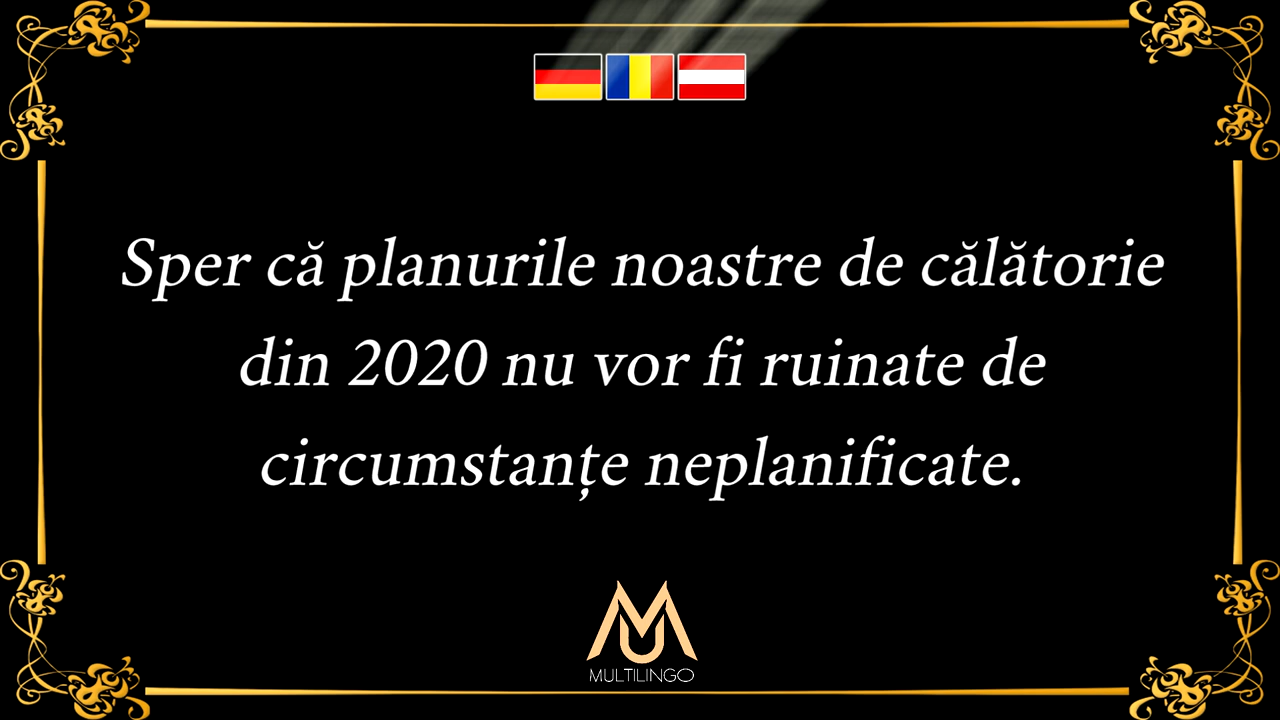 Sper că planurile noastre de călătorie
din 2020 nu vor fi ruinate de
circumstanțe neplanificate.
MULTILINGO